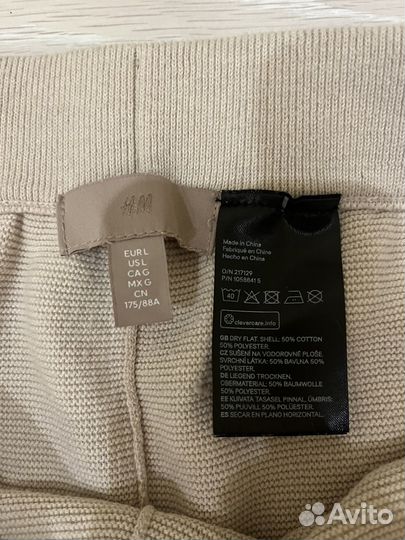 H&M
EUR L
US L
CA G
MX G
CN
175/88A
Made in China
Fabriqué en Chine
Hecho en China
O/N 217129
P/N 1058841 S
40
clevercare.info
GB DRY FLAT. SHELL: 50% COTTON
50% POLYESTER.
CZ SUŠENÍ NA VODOROVNÉ PLOŠE
SVRCHNÍ LÁTKA: 50% BAVLNA 50%
POLYESTER.
DE LIEGEND TROCKNEN.
OBERMATERIAL: 50% BAUMWOLLE
50% POLYESTER.
EE KUIVATA TASASEL PINNAL. ÜMBRIS:
50% PUUVILL 50% POLÜESTER.
ES SECAR EN PLANO HORIZONTAL.
Avito